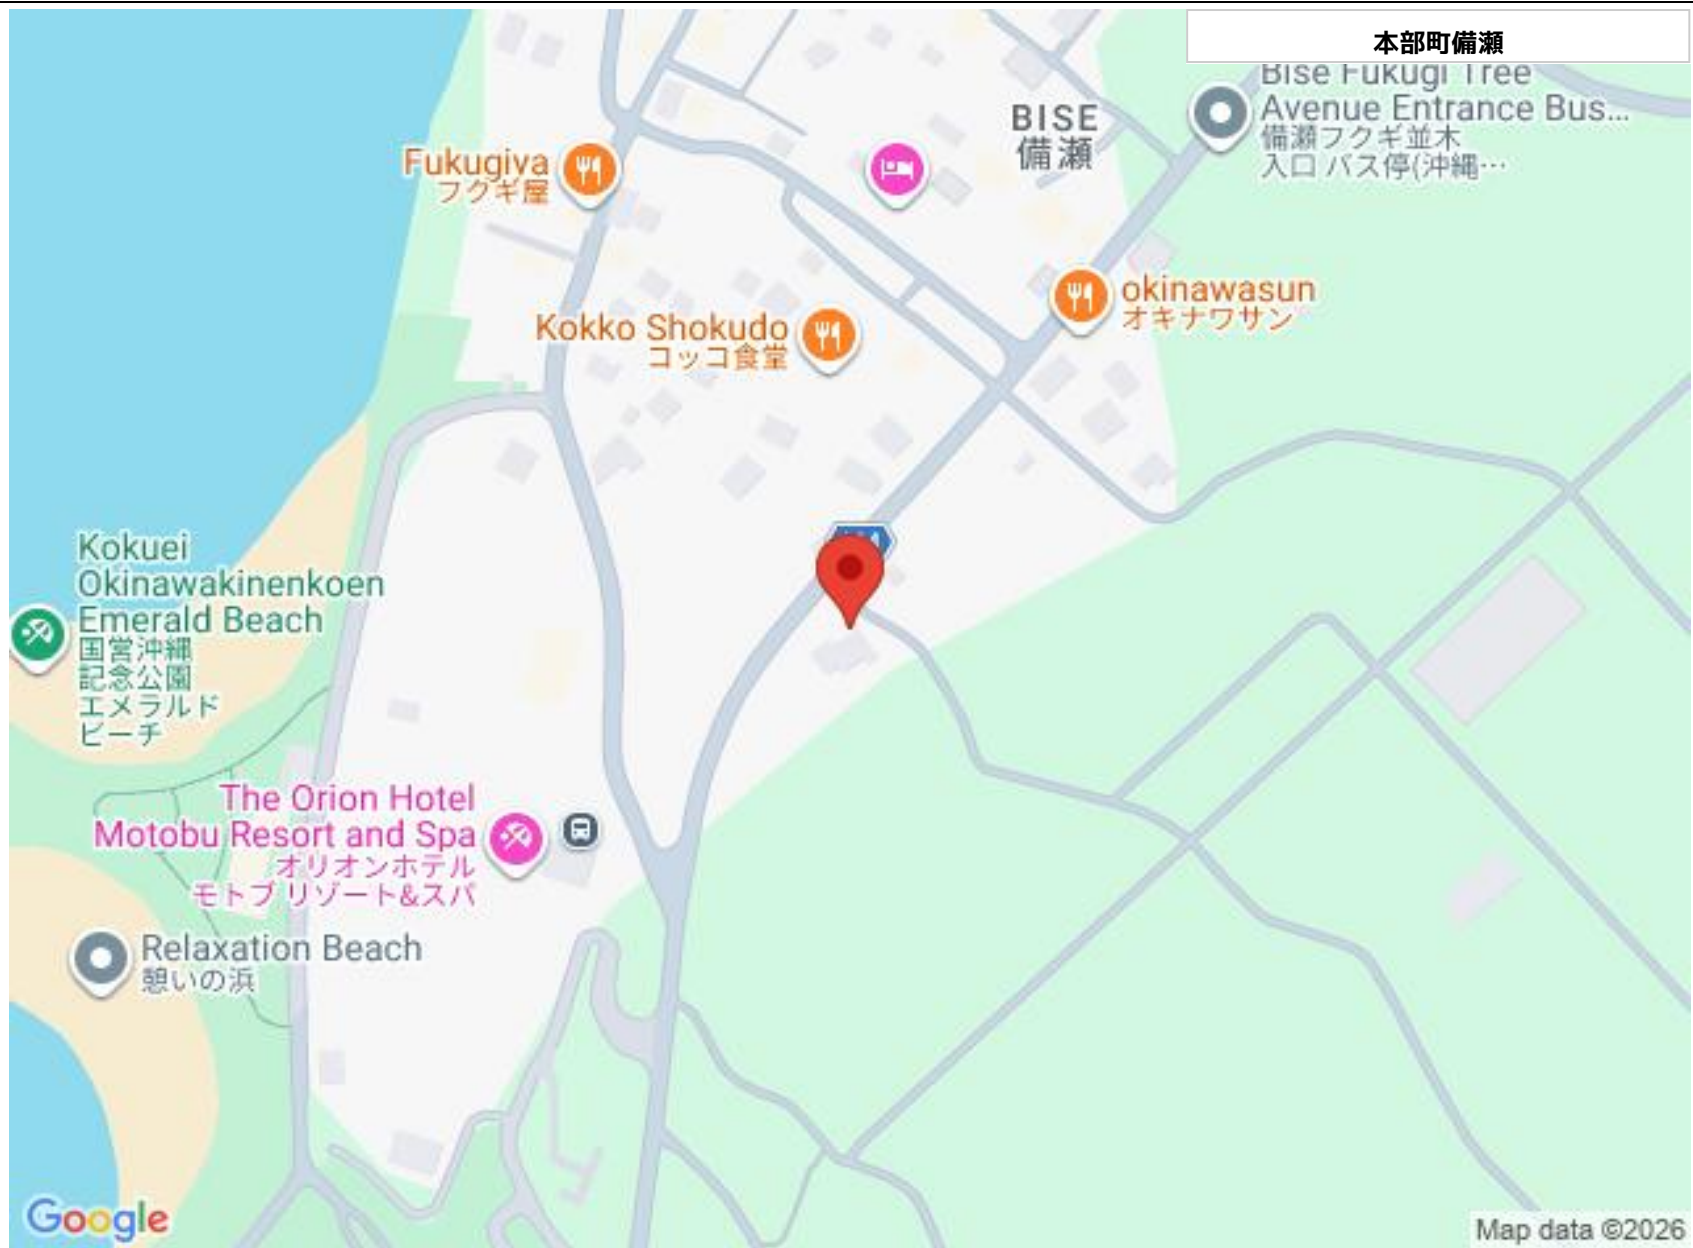 本部町備瀬
Bise Fukugi Tree
Avenue Entrance Bus...
備瀬フクギ並木
入口 バス停(沖縄…
BISE
備瀬
Fukugiya
フクギ屋
okinawasun
オキナワサン
Kokko Shokudo
コッコ食堂
Kokuei
Okinawakinenkoen
Emerald Beach
国営沖縄
記念公園
エメラルド
ビーチ
The Orion Hotel
Motobu Resort and Spa
オリオンホテル
モトブ リゾート&スパ
Relaxation Beach
憩いの浜
Google
Map data ©2026